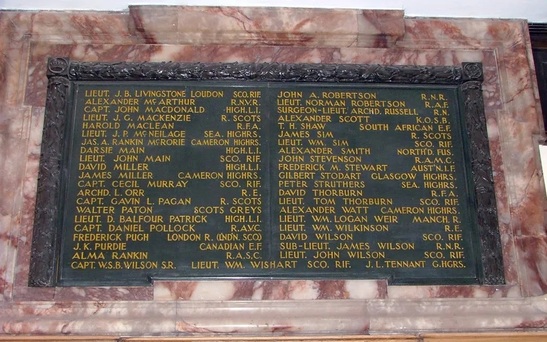 LIEUT. J.B. LIVINGSTONE LOUDON SCO. RIF.
ALEXANDER McARTHUR R.N.V.R.
CAPT. JOHN MACDONALD HIGH.L.I.
LIEUT. J.G. MACKENZIE R. SCOTS
HAROLD MACLEAN R.F.A.
LIEUT. J.P. McNEILAGE SEA. HIGHRS.
JAS. A. RANKIN McRORIE CAMERON HIGHRS.
DARSIE MAIN HIGH.L.I.
LIEUT. JOHN MAIN SCO. RIF.
DAVID MILLER HIGH.L.I.
JAMES MILLER CAMERON HIGHRS.
CAPT. CECIL MURRAY SCO. RIF.
ARCHD. L. ORR R.E.
CAPT. GAVIN L. PAGAN R. SCOTS
WALTER PATON SCOTS GREYS
LIEUT. D. BALFOUR PATRICK HIGH.L.I.
CAPT. DANIEL POLLOCK R.A.V.C.
FREDERICK PUGH LONDON R. (UNIN. SCO)
J.K. PURDIE CANADIAN E.F.
ALMA RANKIN R.A.S.C.
JOHN A. ROBERTSON R.N.R.
LIEUT. NORMAN ROBERTSON R.A.F.
SURGEON-LIEUT. ARCHD. RUSSELL R.N.
ALEXANDER SCOTT K.O.S.B.
T.H. SHAW SOUTH AFRICAN E.F.
JAMES SIM R. SCOTS
LIEUT. WM. SIM SCO. RIF.
ALEXANDER SMITH NORTHD. FUS.
JOHN STEVENSON R.A.M.C.
FREDERICK M. STEWART AUST'N.I.F.
GILBERT STODART GLASGOW HIGHRS.
PETER STRUTHERS SEA. HIGHRS.
DAVID THORBURN R.F.A.
LIEUT. TOM THORBURN SCO. RIF.
ALEXANDER WATT CAMERON HIGHRS.
LIEUT. WM. LOGAN WEIR MANCH. R.
LIEUT. WM. WILKINSON R.E.
DAVID WILSON SCO. RIF.
SUB-LIEUT. JAMES WILSON R.N.R.
LIEUT. JOHN WILSON SCO. RIF.
CAPT. W.S.B. WILSON S.R. LIEUT. WM. WISHART SCO. RIF. J.L. TENNANT G.HGRS.